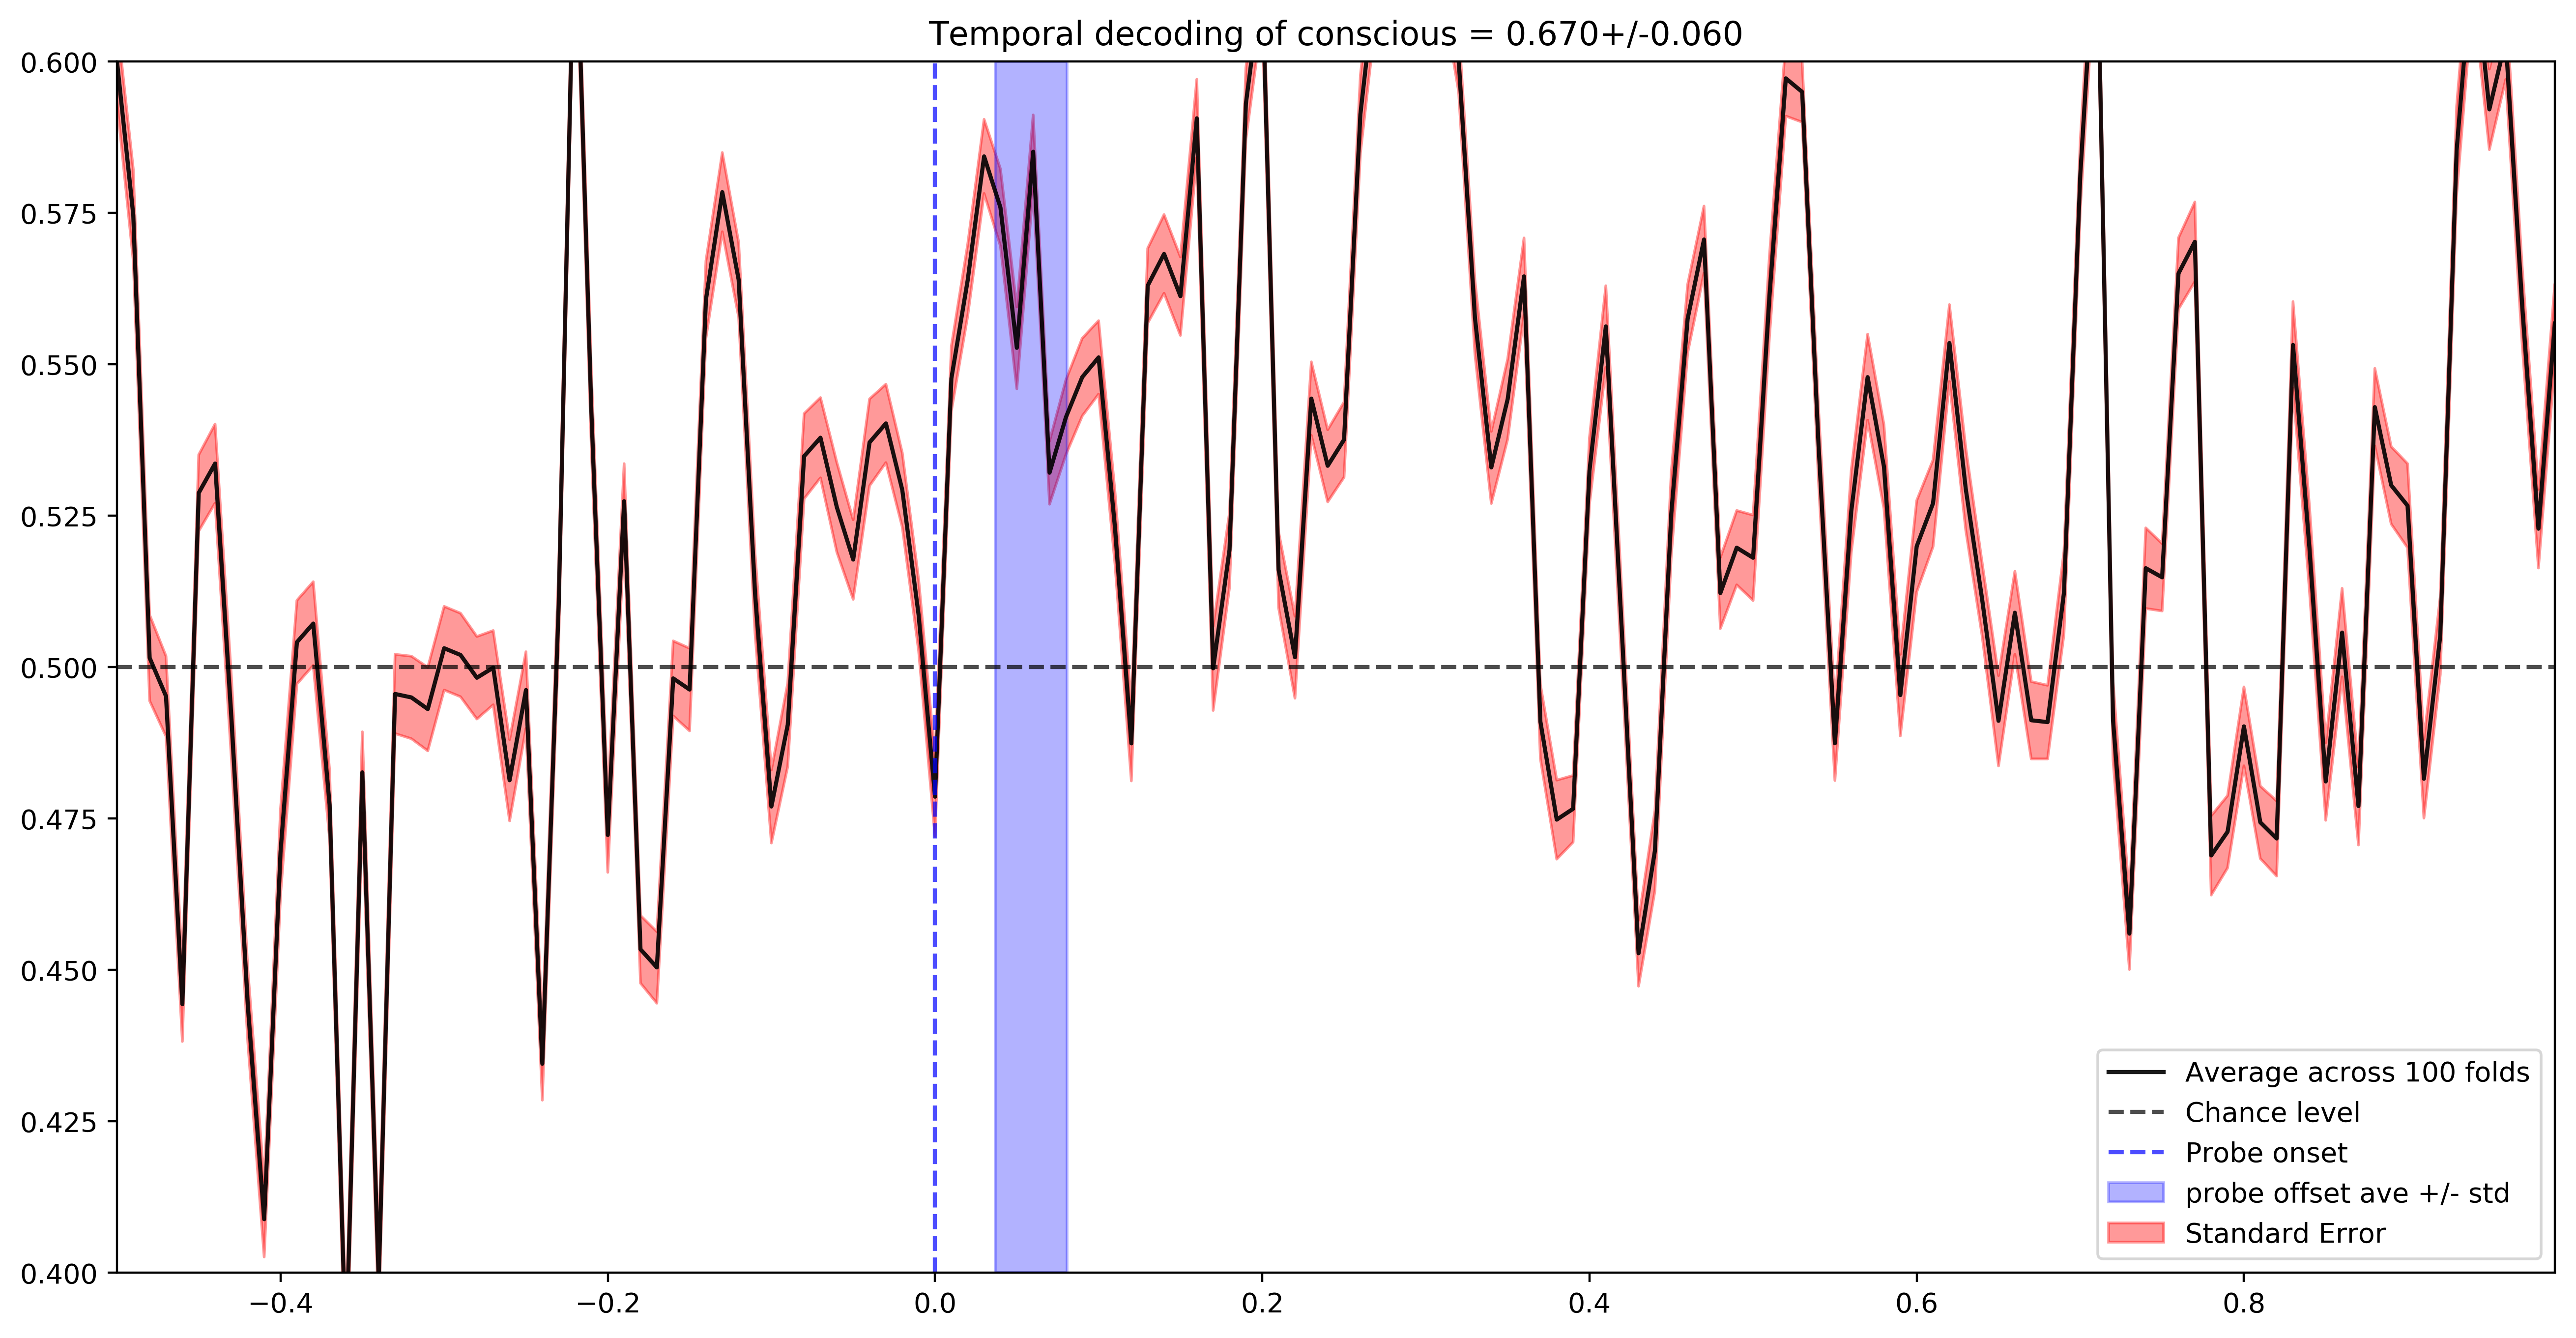 Temporal decoding of conscious = 0.670+/-0.060
0.600
0.575
0.550
0.525
0.500
0.475
0.450
0.425
0.400
−0.4
−0.2
0.0
0.2
0.4
0.6
0.8
Average across 100 folds
Chance level
Probe onset
probe offset ave +/- std
Standard Error